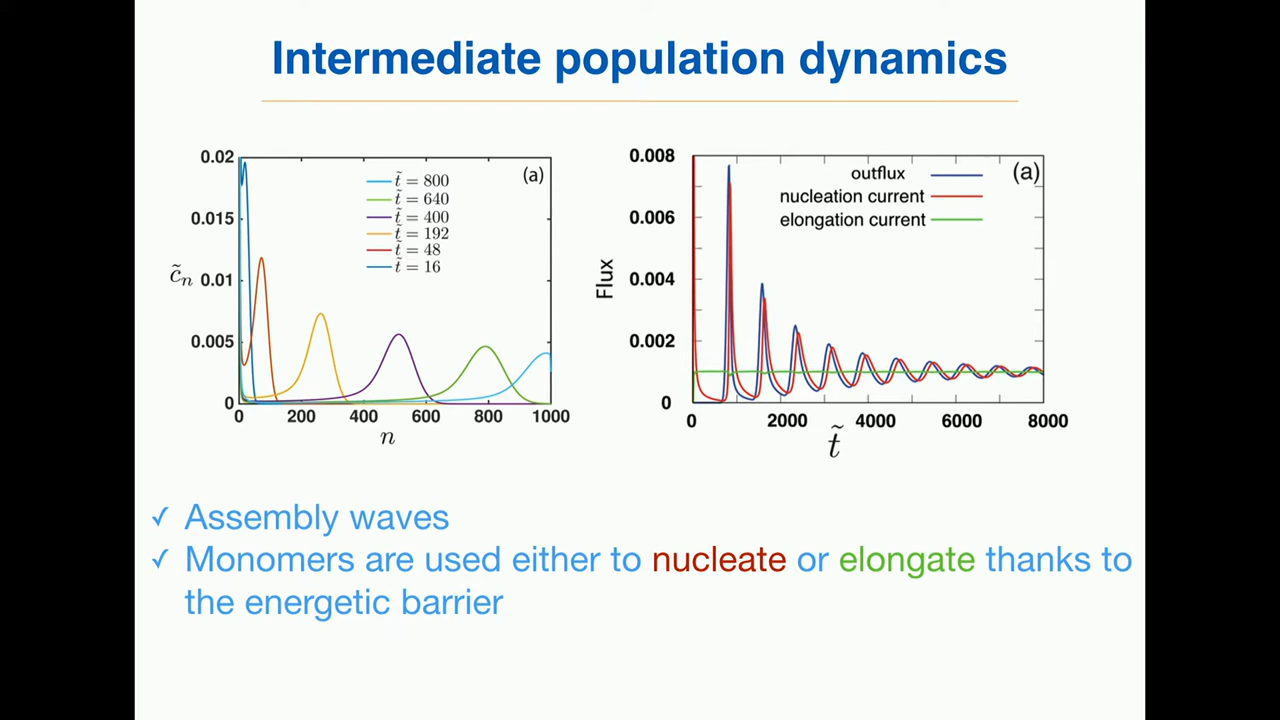 Intermediate population dynamics
0.02
0.015
0.01
0.005
0
c̃ₙ
(a)
t̃ = 800
t̃ = 640
t̃ = 400
t̃ = 192
t̃ = 48
t̃ = 16
0 200 400 600 800 1000
n
0.008
0.006
0.004
0.002
0
Flux
(a)
outflux
nucleation current
elongation current
0 2000 4000 6000 8000
t̃
✓ Assembly waves
✓ Monomers are used either to nucleate or elongate thanks to
the energetic barrier